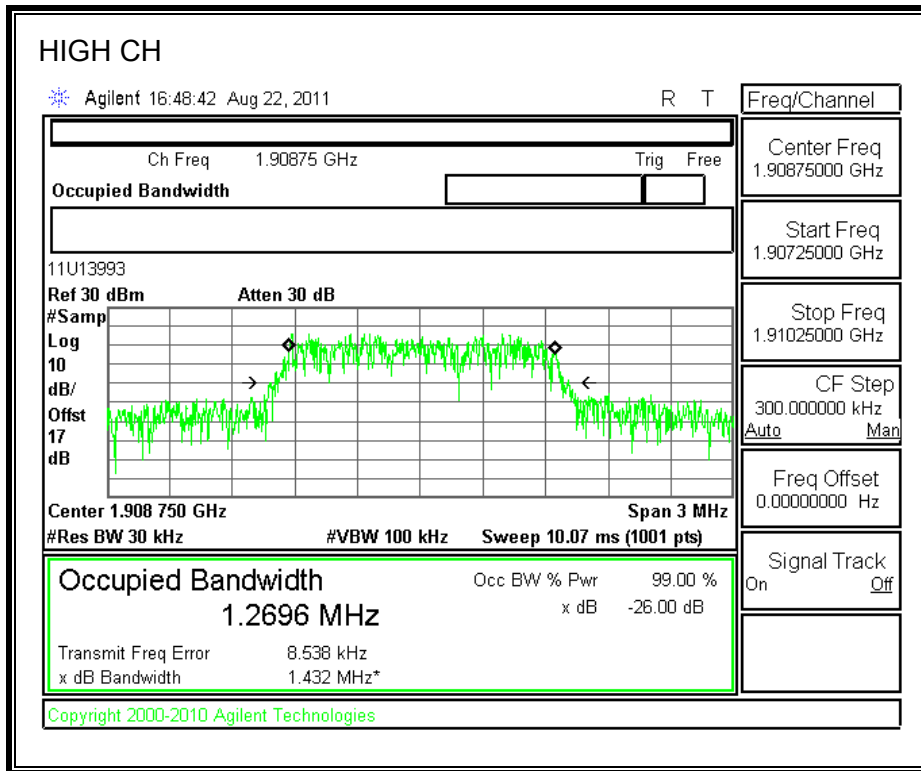 HIGH CH
Agilent 16:48:42 Aug 22, 2011 R T
Ch Freq 1.90875 GHz Trig Free
Occupied Bandwidth
11U13993
Ref 30 dBm Atten 30 dB
#Samp
Log
10
dB/
Offst
17
dB
Center 1.908 750 GHz Span 3 MHz
#Res BW 30 kHz #VBW 100 kHz Sweep 10.07 ms (1001 pts)
Occupied Bandwidth Occ BW % Pwr 99.00 %
1.2696 MHz x dB -26.00 dB
Transmit Freq Error 8.538 kHz
x dB Bandwidth 1.432 MHz*
Copyright 2000-2010 Agilent Technologies
Freq/Channel
Center Freq
1.90875000 GHz
Start Freq
1.90725000 GHz
Stop Freq
1.91025000 GHz
CF Step
300.000000 kHz
Auto Man
Freq Offset
0.00000000 Hz
Signal Track
On Off